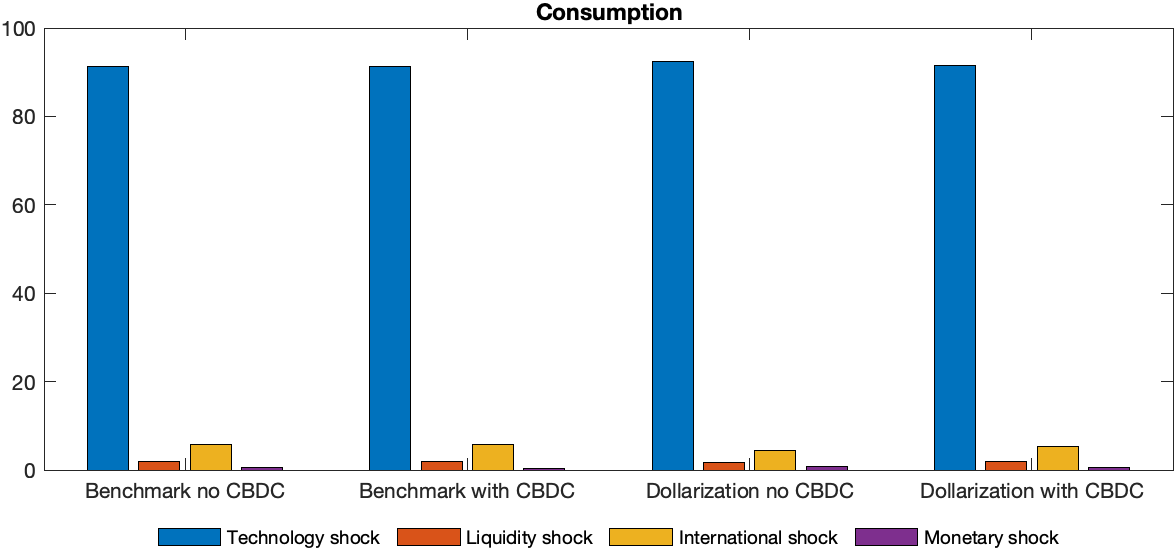 Consumption
100
80
60
40
20
0
Benchmark no CBDC Benchmark with CBDC Dollarization no CBDC Dollarization with CBDC
Technology shock Liquidity shock International shock Monetary shock